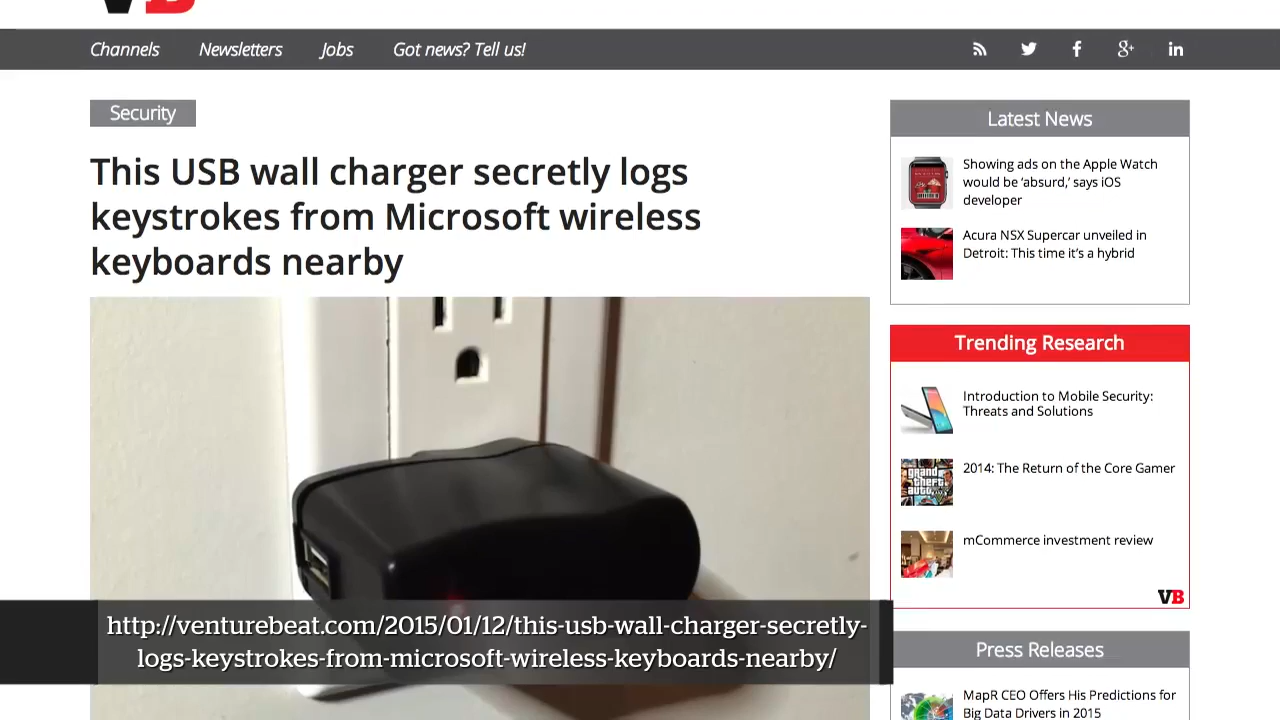 VB
Channels
Newsletters
Jobs
Got news? Tell us!
g+
in
Security
This USB wall charger secretly logs
keystrokes from Microsoft wireless
keyboards nearby
Latest News
Showing ads on the Apple Watch
would be ‘absurd,’ says iOS
developer
Acura NSX Supercar unveiled in
Detroit: This time it’s a hybrid
Trending Research
Introduction to Mobile Security:
Threats and Solutions
grand
theft
auto
2014: The Return of the Core Gamer
mCommerce investment review
VB
Press Releases
MapR CEO Offers His Predictions for
Big Data Drivers in 2015
http://venturebeat.com/2015/01/12/this-usb-wall-charger-secretly-
logs-keystrokes-from-microsoft-wireless-keyboards-nearby/